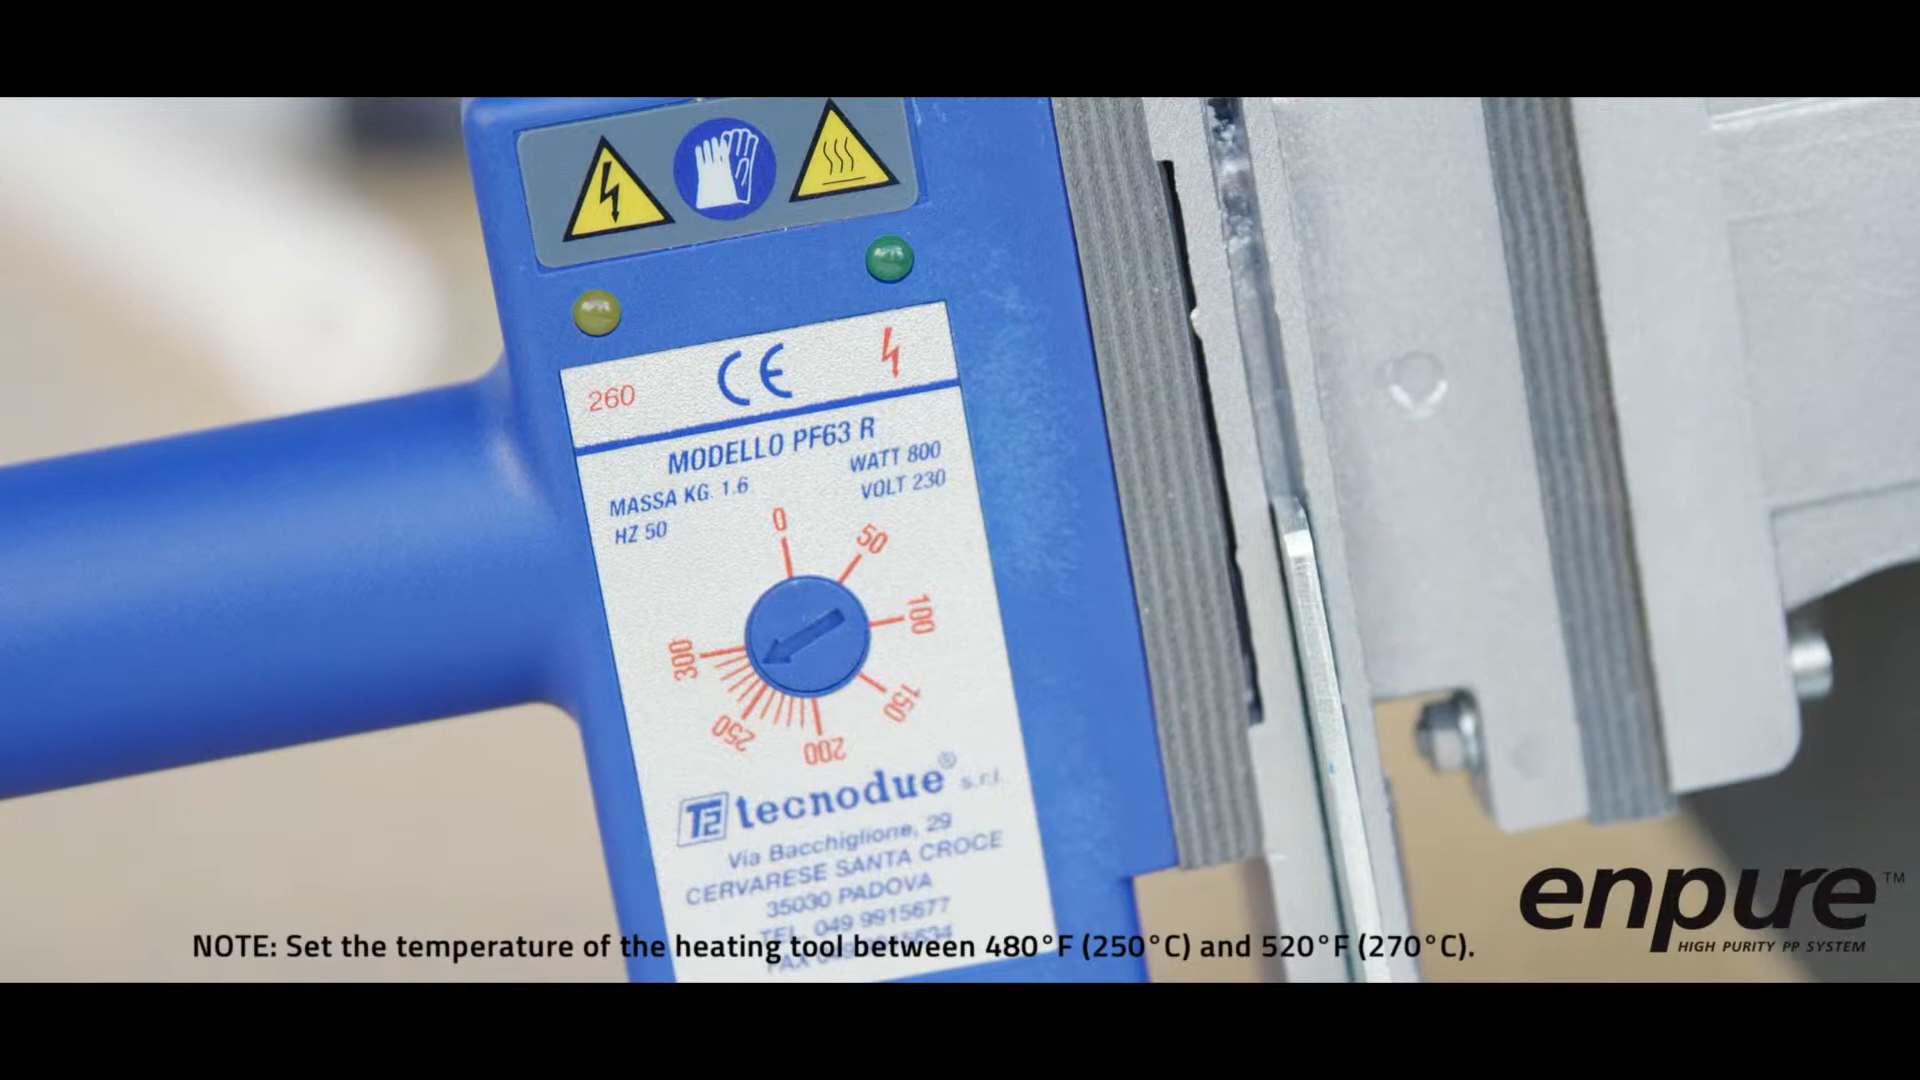 260 CE
MODELLO PF63 R
MASSA KG. 1.6 WATT 800
HZ 50 VOLT 230
0
50
100
150
200
250
300
T2 tecnodue® s.r.l.
Via Bacchiglione, 29
CERVARESE SANTA CROCE
35030 PADOVA
TEL. 049 9915677
FAX
NOTE: Set the temperature of the heating tool between 480°F (250°C) and 520°F (270°C).
enpure™
HIGH PURITY PP SYSTEM